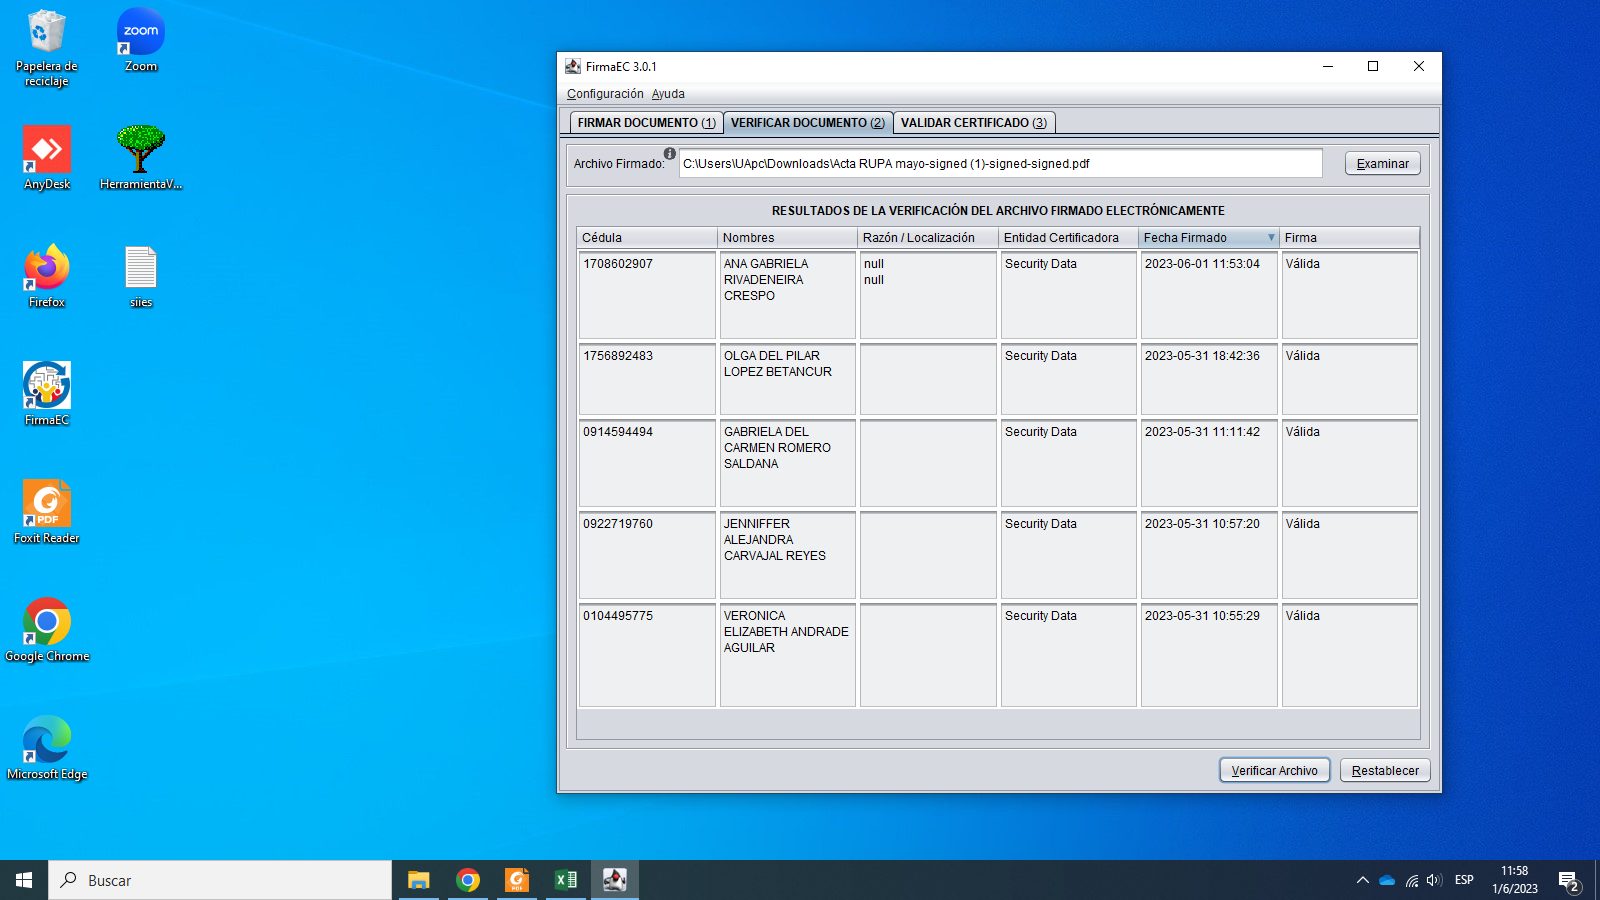 Papelera de
reciclaje
Zoom
zoom
AnyDesk
HerramientaV...
Firefox
siies
FirmaEC
PDF
Foxit Reader
Google Chrome
Microsoft Edge
FirmaEC 3.0.1
Configuración Ayuda
FIRMAR DOCUMENTO (1) VERIFICAR DOCUMENTO (2) VALIDAR CERTIFICADO (3)
Archivo Firmado: C:\Users\UApc\Downloads\Acta RUPA mayo-signed (1)-signed-signed.pdf Examinar
RESULTADOS DE LA VERIFICACIÓN DEL ARCHIVO FIRMADO ELECTRÓNICAMENTE
Cédula Nombres Razón / Localización Entidad Certificadora Fecha Firmado Firma
1708602907 ANA GABRIELA null Security Data 2023-06-01 11:53:04 Válida
RIVADENEIRA null
CRESPO
1756892483 OLGA DEL PILAR Security Data 2023-05-31 18:42:36 Válida
LOPEZ BETANCUR
0914594494 GABRIELA DEL Security Data 2023-05-31 11:11:42 Válida
CARMEN ROMERO
SALDANA
0922719760 JENNIFFER Security Data 2023-05-31 10:57:20 Válida
ALEJANDRA
CARVAJAL REYES
0104495775 VERONICA Security Data 2023-05-31 10:55:29 Válida
ELIZABETH ANDRADE
AGUILAR
Verificar Archivo Restablecer
Buscar
ESP
11:58
1/6/2023
2